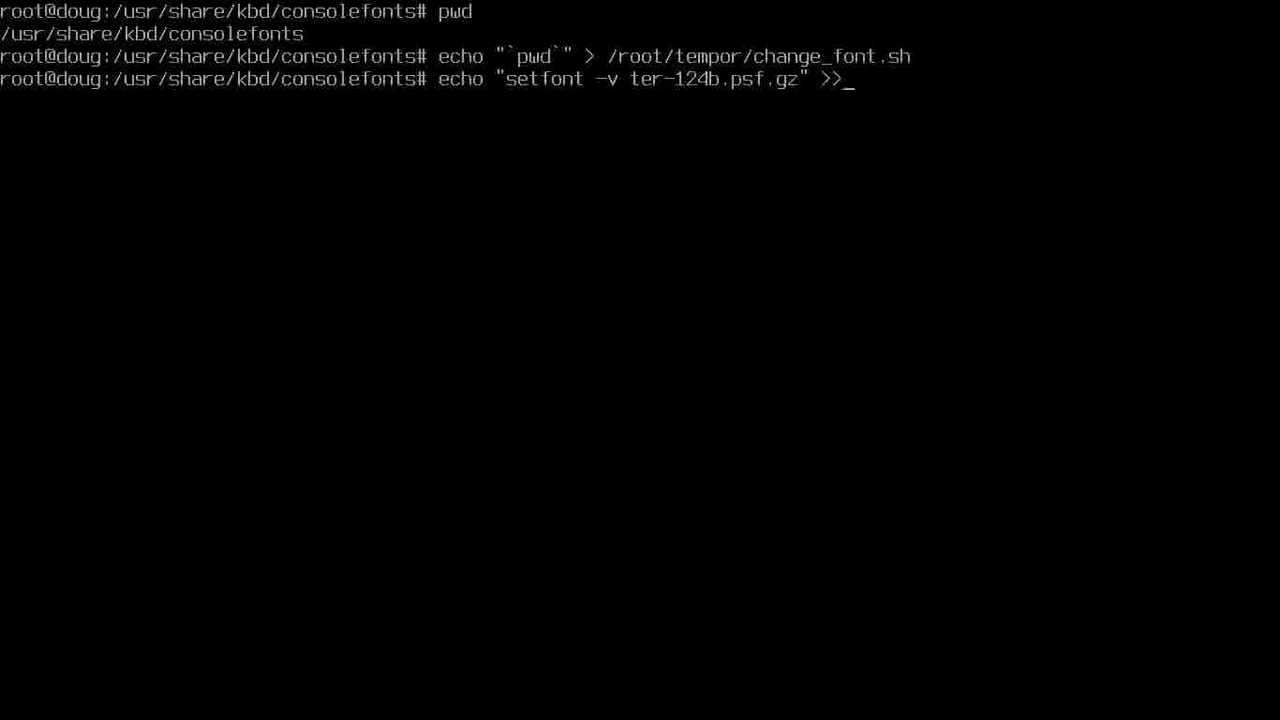 root@doug:/usr/share/kbd/consolefonts# pwd
/usr/share/kbd/consolefonts
root@doug:/usr/share/kbd/consolefonts# echo "`pwd`" > /root/tempor/change_font.sh
root@doug:/usr/share/kbd/consolefonts# echo "setfont -v ter-124b.psf.gz" >>_